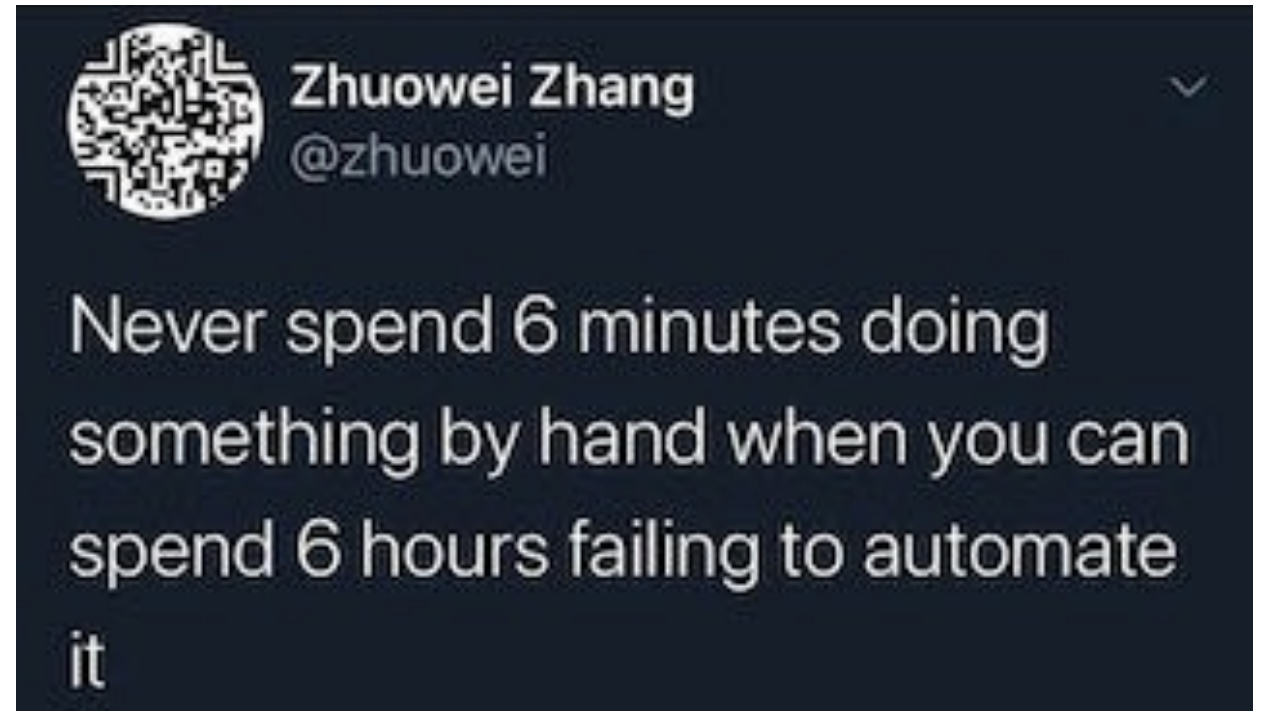 Zhuowei Zhang
@zhuowei
Never spend 6 minutes doing
something by hand when you can
spend 6 hours failing to automate
it